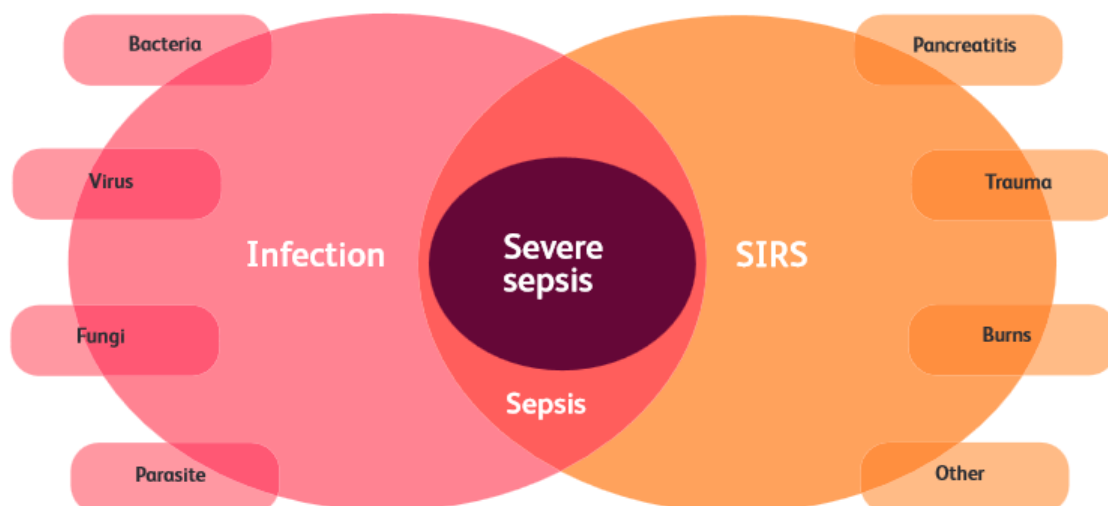 Bacteria
Pancreatitis
Virus
Trauma
Infection
Severe
sepsis
SIRS
Fungi
Burns
Sepsis
Parasite
Other